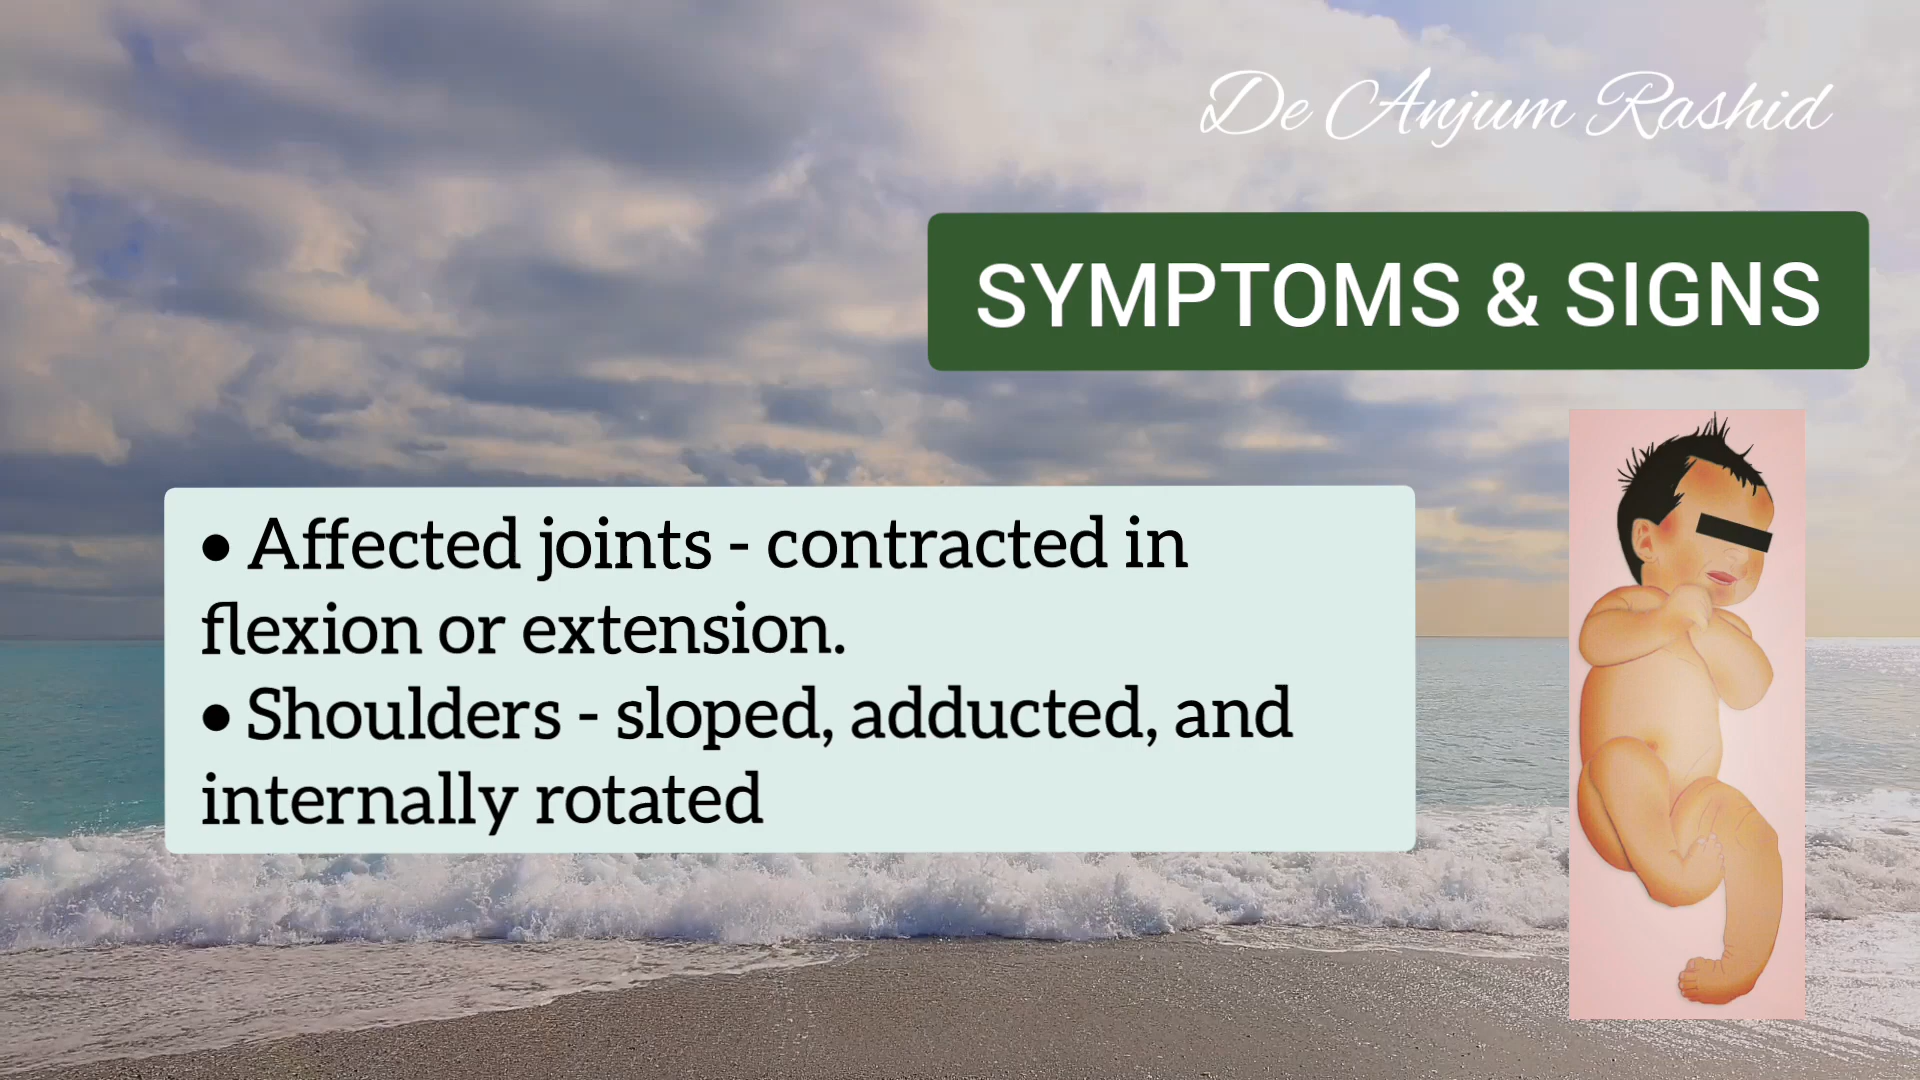 De Anjum Rashid
SYMPTOMS & SIGNS
• Affected joints - contracted in
flexion or extension.
• Shoulders - sloped, adducted, and
internally rotated